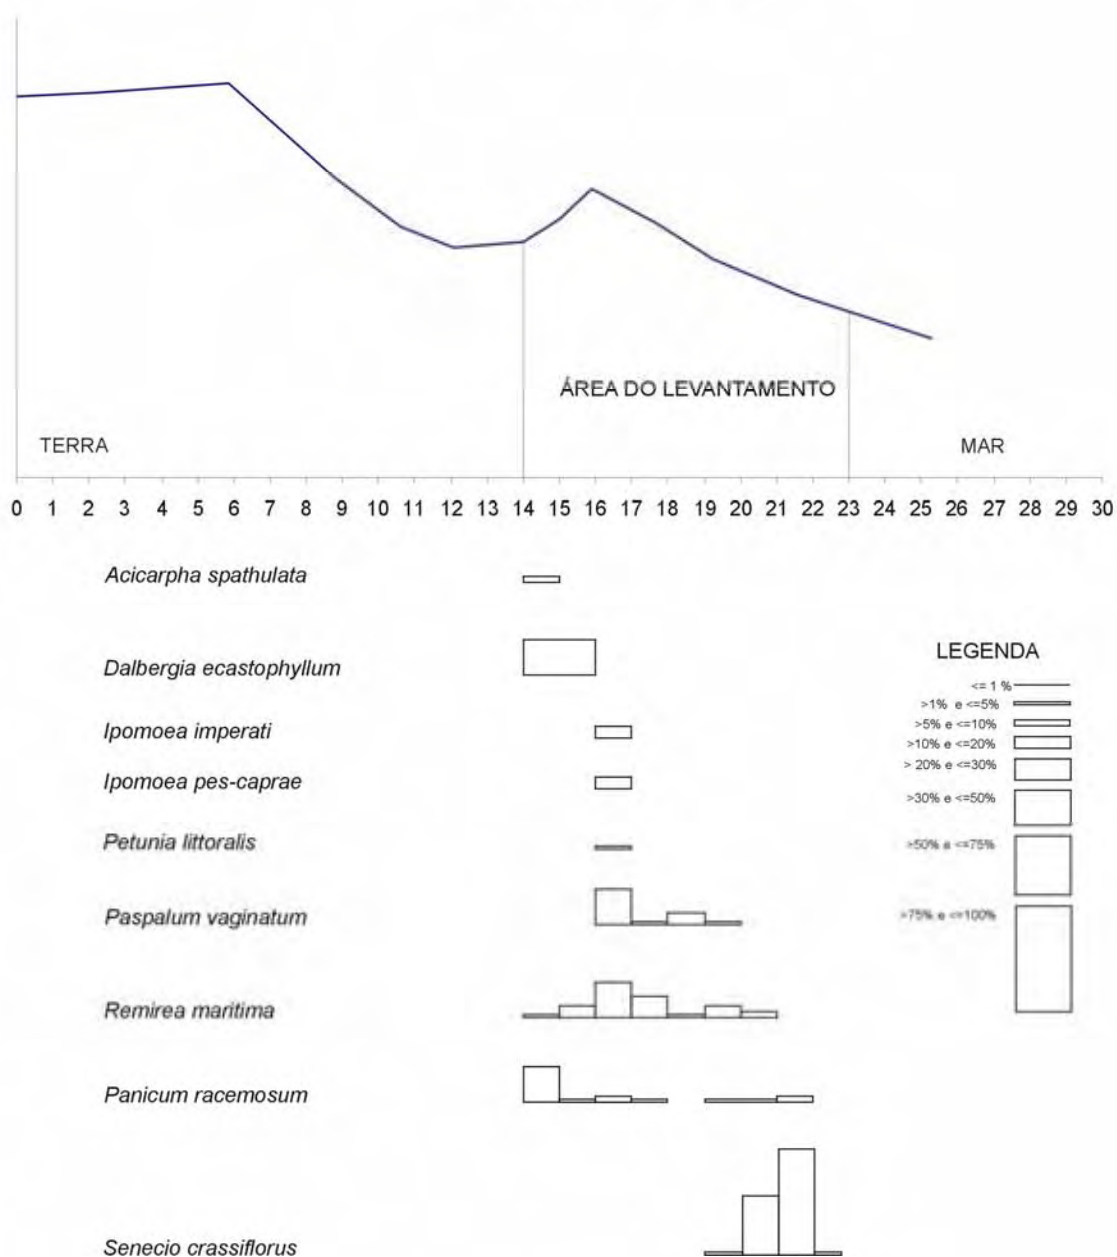 ÁREA DO LEVANTAMENTO
TERRA
MAR
0 1 2 3 4 5 6 7 8 9 10 11 12 13 14 15 16 17 18 19 20 21 22 23 24 25 26 27 28 29 30
Acicarpha spathulata
Dalbergia ecastophyllum
Ipomoea imperati
Ipomoea pes-caprae
Petunia littoralis
Paspalum vaginatum
Remirea maritima
Panicum racemosum
Senecio crassiflorus
LEGENDA
<= 1 %
>1% e <=5%
>5% e <=10%
>10% e <=20%
> 20% e <=30%
>30% e <=50%
>50% e <=75%
>75% e <=100%